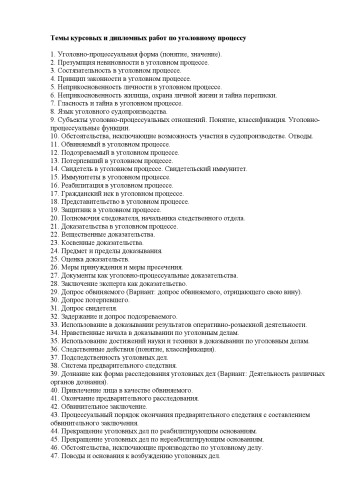 Темы курсовых и дипломных работ по уголовному процессу
1. Уголовно-процессуальная форма (понятие, значение).
2. Презумпция невиновности в уголовном процессе.
3. Состязательность в уголовном процессе.
4. Принцип законности в уголовном процессе.
5. Неприкосновенность личности в уголовном процессе.
6. Неприкосновенность жилища, охрана личной жизни и тайна переписки.
7. Гласность и тайна в уголовном процессе.
8. Язык уголовного судопроизводства.
9. Субъекты уголовно-процессуальных отношений. Понятие, классификация. Уголовно-
процессуальные функции.
10. Обстоятельства, исключающие возможность участия в судопроизводстве. Отводы.
11. Обвиняемый в уголовном процессе.
12. Подозреваемый в уголовном процессе.
13. Потерпевший в уголовном процессе.
14. Свидетель в уголовном процессе. Свидетельский иммунитет.
15. Иммунитеты в уголовном процессе.
16. Реабилитация в уголовном процессе.
17. Гражданский иск в уголовном процессе.
18. Представительство в уголовном процессе.
19. Защитник в уголовном процессе.
20. Полномочия следователя, начальника следственного отдела.
21. Доказательства в уголовном процессе.
22. Вещественные доказательства.
23. Косвенные доказательства.
24. Предмет и пределы доказывания.
25. Оценка доказательств.
26. Меры принуждения и меры пресечения.
27. Документы как уголовно-процессуальные доказательства.
28. Заключение эксперта как доказательство.
29. Допрос обвиняемого (Вариант: допрос обвиняемого, отрицающего свою вину).
30. Допрос потерпевшего.
31. Допрос свидетеля.
32. Задержание и допрос подозреваемого.
33. Использование в доказывании результатов оперативно-розыскной деятельности.
34. Нравственные начала в доказывании по уголовным делам.
35. Использование достижений науки и техники в доказывании по уголовным делам.
36. Следственные действия (понятие, классификация).
37. Подследственность уголовных дел.
38. Система предварительного следствия.
39. Дознание как форма расследования уголовных дел (Вариант: Деятельность различных
органов дознания).
40. Привлечение лица в качестве обвиняемого.
41. Окончание предварительного расследования.
42. Обвинительное заключение.
43. Процессуальный порядок окончания предварительного следствия с составлением
обвинительного заключения.
44. Прекращение уголовных дел по реабилитирующим основаниям.
45. Прекращение уголовных дел по нереабилитирующим основаниям.
46. Обстоятельства, исключающие производство по уголовному делу.
47. Поводы и основания к возбуждению уголовных дел.